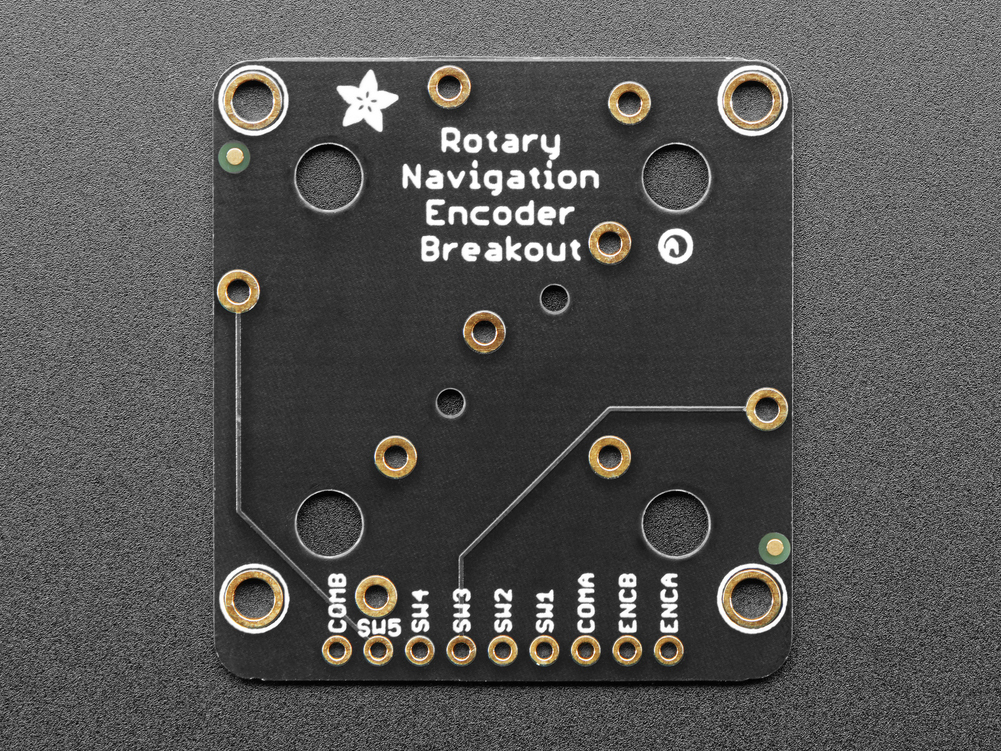 Rotary
Navigation
Encoder
Breakout
COMB
SW5
SW4
SW3
SW2
SW1
COMA
ENCB
ENCA